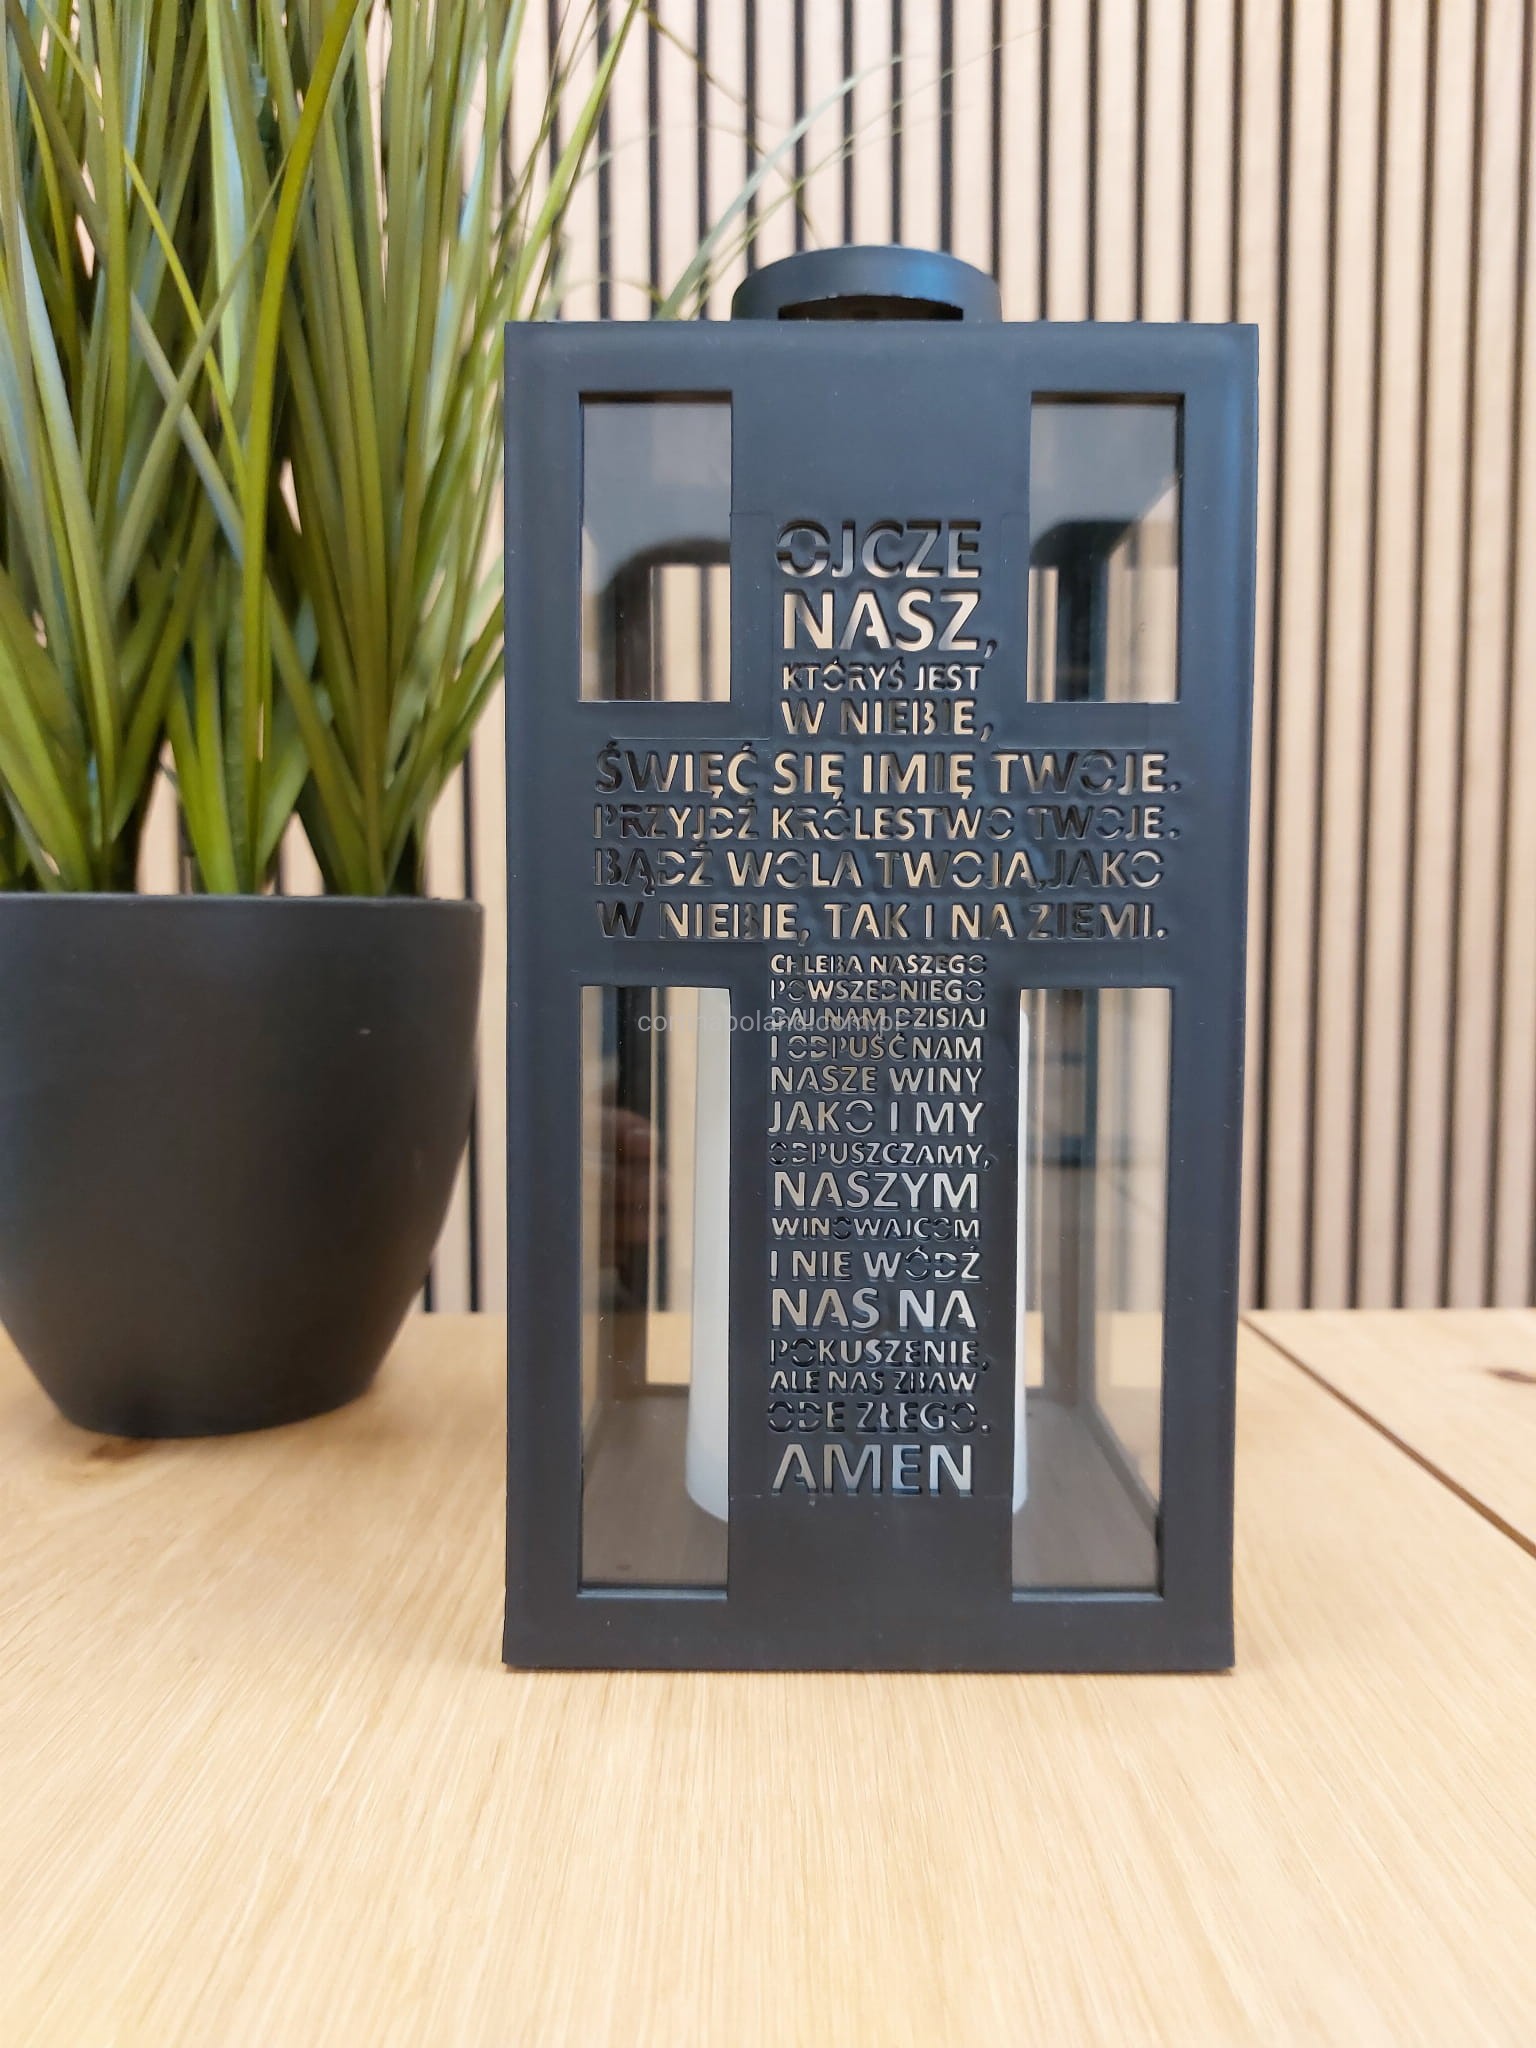 OJCZE
NASZ,
KTÓRYŚ JEST
W NIEBIE,
ŚWIĘĆ SIĘ IMIĘ TWOJE.
PRZYJDŹ KRÓLESTWO TWOJE.
BĄDŹ WOLA TWOJA,JAKO
W NIEBIE, TAK I NA ZIEMI.
CHLEBA NASZEGO
POWSZEDNIEGO
DAJ NAM DZISIAJ
I ODPUŚĆ NAM
NASZE WINY
JAKO I MY
ODPUSZCZAMY,
NASZYM
WINOWAJCOM
I NIE WÓDŹ
NAS NA
POKUSZENIE,
ALE NAS ZBAW
ODE ZŁEGO.
AMEN